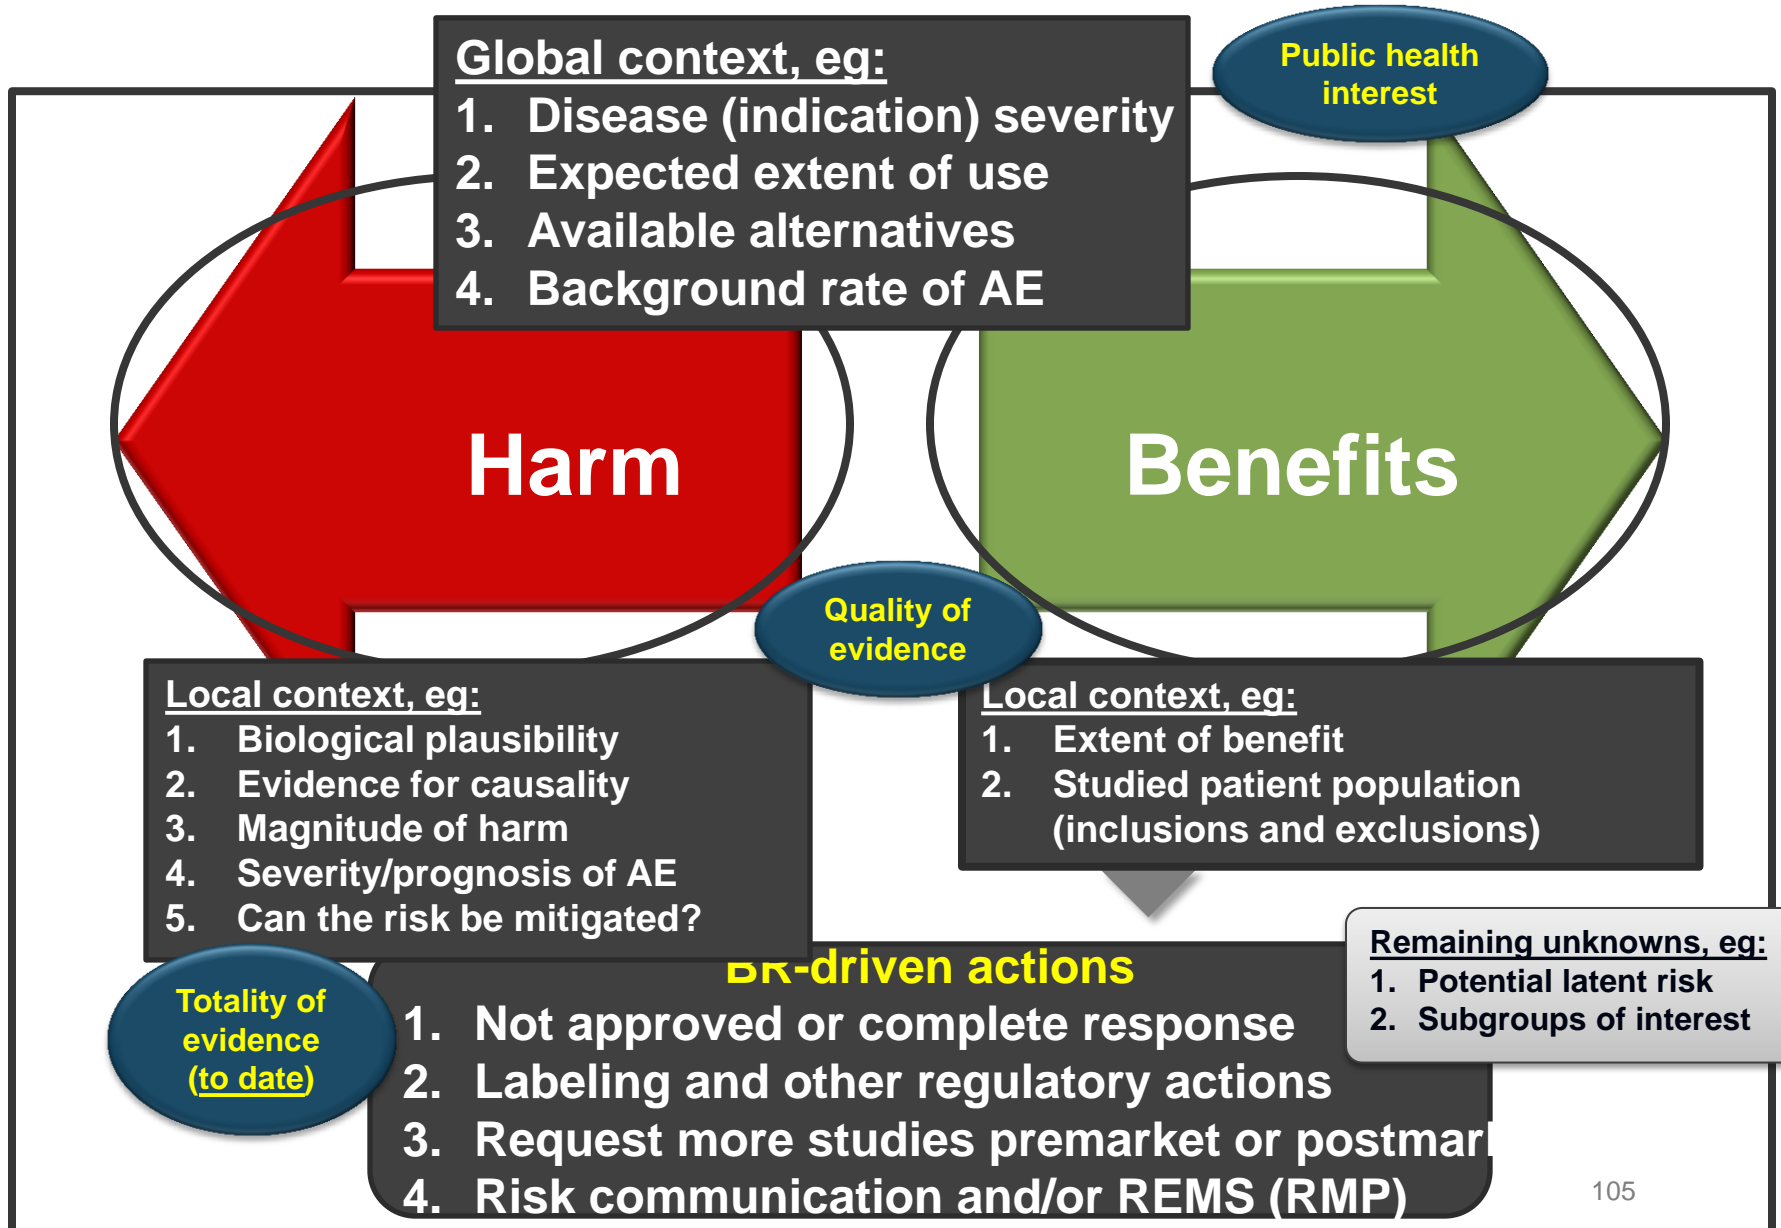 Global context, eg:
1. Disease (indication) severity
2. Expected extent of use
3. Available alternatives
4. Background rate of AE
Public health
interest
Harm
Benefits
Quality of
evidence
Local context, eg:
1. Biological plausibility
2. Evidence for causality
3. Magnitude of harm
4. Severity/prognosis of AE
5. Can the risk be mitigated?
Local context, eg:
1. Extent of benefit
2. Studied patient population
(inclusions and exclusions)
Remaining unknowns, eg:
1. Potential latent risk
2. Subgroups of interest
Totality of
evidence
(to date)
BR-driven actions
1. Not approved or complete response
2. Labeling and other regulatory actions
3. Request more studies premarket or
4. Risk communication and/or REMS (RMP)
105